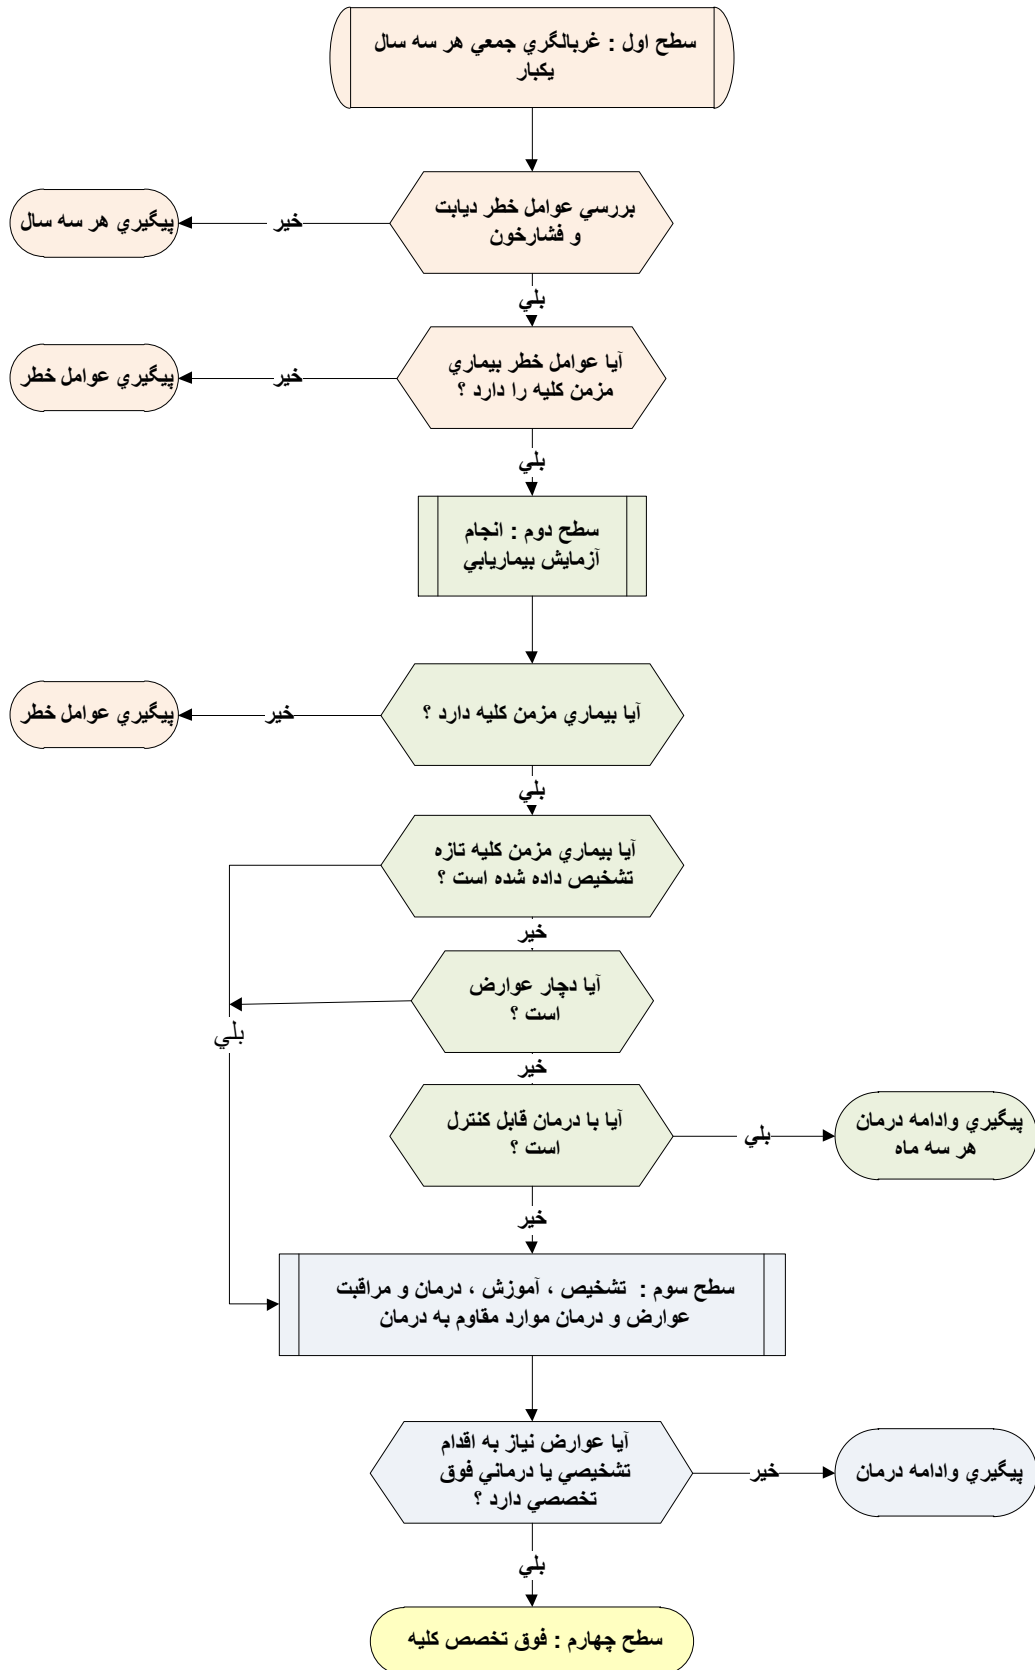 سطح اول : غربالگري جمعي هر سه سال
يكبار
بررسي عوامل خطر ديابت
و فشارخون
خير
پيگيري هر سه سال
بلي
آيا عوامل خطر بيماري
مزمن كليه را دارد ؟
خير
پيگيري عوامل خطر
بلي
سطح دوم : انجام
آزمايش بيماريابي
آيا بيماري مزمن كليه دارد ؟
خير
پيگيري عوامل خطر
بلي
آيا بيماري مزمن كليه تازه
تشخيص داده شده است ؟
خير
آيا دچار عوارض
است ؟
بلي
خير
آيا با درمان قابل كنترل
است ؟
بلي
پيگيري وادامه درمان
هر سه ماه
خير
سطح سوم : تشخيص ، آموزش ، درمان و مراقبت
عوارض و درمان موارد مقاوم به درمان
آيا عوارض نياز به اقدام
تشخيصي يا درماني فوق
تخصصي دارد ؟
خير
پيگيري وادامه درمان
بلي
سطح چهارم : فوق تخصص كليه